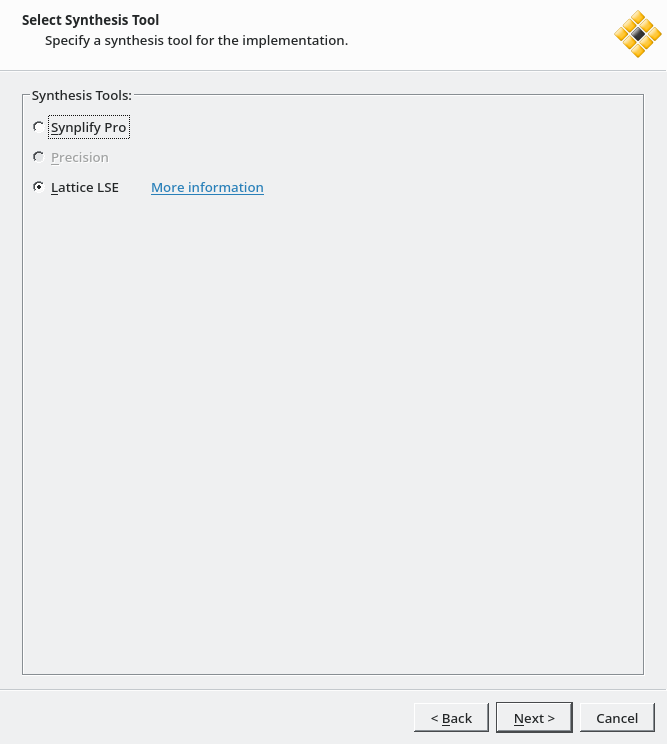 Select Synthesis Tool
Specify a synthesis tool for the implementation.
Synthesis Tools:
Synplify Pro
Precision
Lattice LSE More information
< Back Next > Cancel